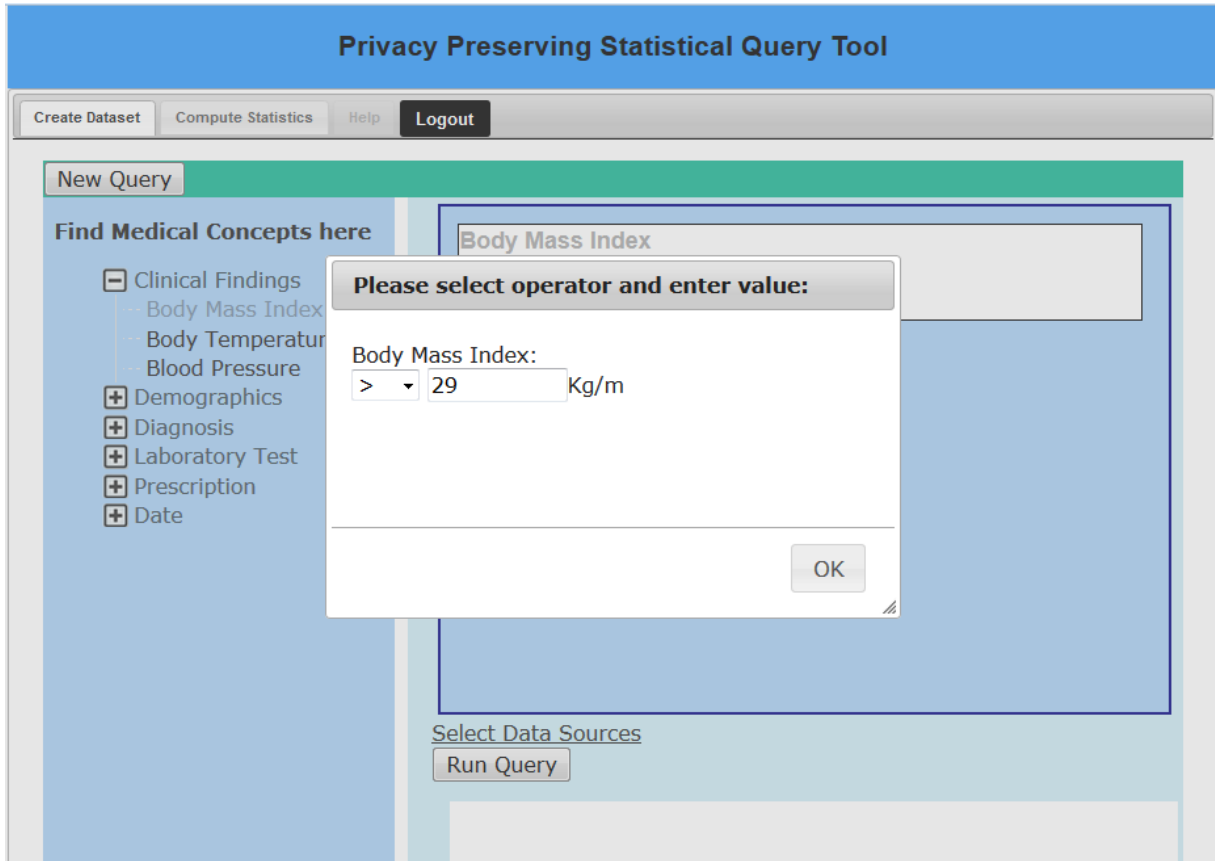 Privacy Preserving Statistical Query Tool
Create Dataset Compute Statistics Help Logout
New Query
Find Medical Concepts here
Clinical Findings
Body Mass Index
Body Temperatur
Blood Pressure
Demographics
Diagnosis
Laboratory Test
Prescription
Date
Body Mass Index
Please select operator and enter value:
Body Mass Index:
> 29 Kg/m
OK
Select Data Sources
Run Query